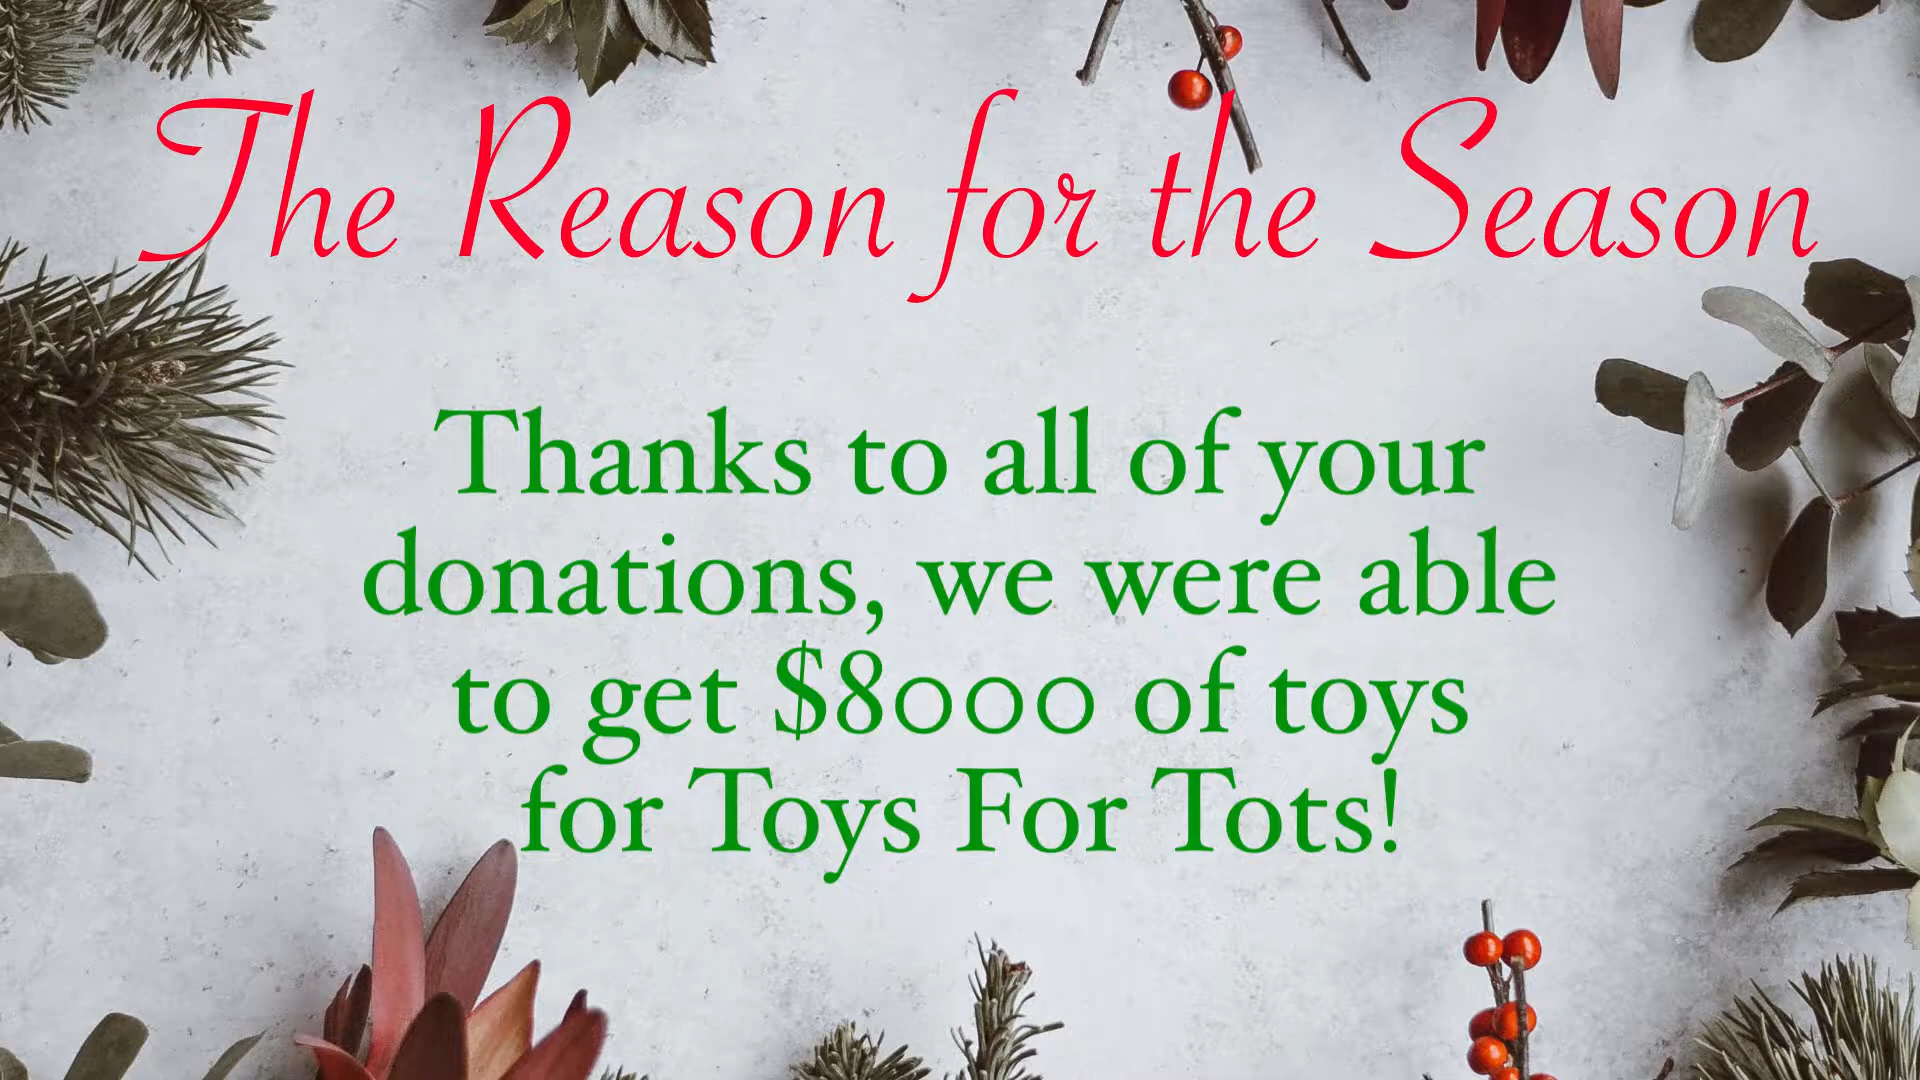 The Reason for the Season
Thanks to all of your
donations, we were able
to get $8000 of toys
for Toys For Tots!